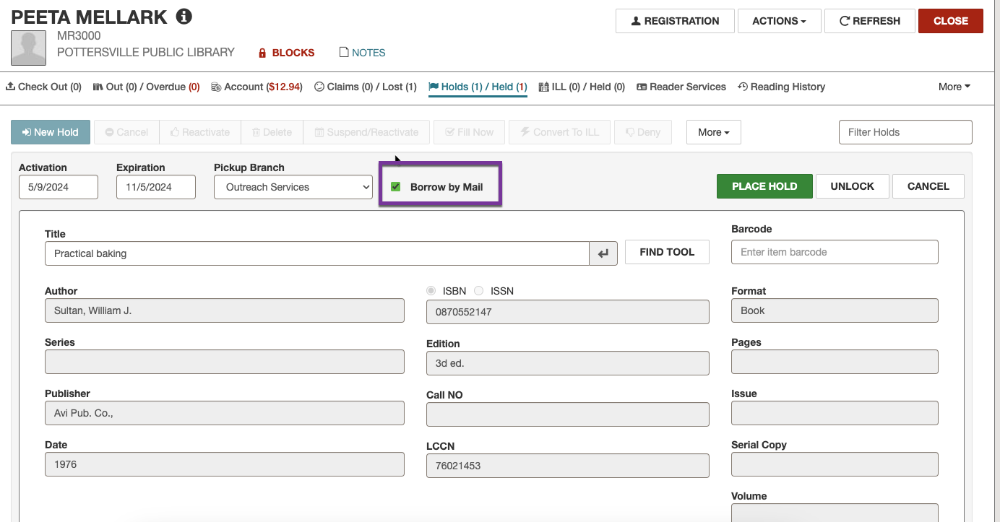 PEETA MELLARK
MR3000
POTTERSVILLE PUBLIC LIBRARY BLOCKS NOTES
REGISTRATION ACTIONS REFRESH CLOSE
Check Out (0) Out (0) / Overdue (0) Account ($12.94) Claims (0) / Lost (1) Holds (1) / Held (1) ILL (0) / Held (0) Reader Services Reading History More
New Hold Cancel Reactivate Delete Suspend/Reactivate Fill Now Convert To ILL Deny More Filter Holds
Activation Expiration Pickup Branch
5/9/2024 11/5/2024 Outreach Services Borrow by Mail PLACE HOLD UNLOCK CANCEL
Title Barcode
Practical baking FIND TOOL Enter item barcode
Author ISBN ISSN Format
Sultan, William J. 0870552147 Book
Series Edition Pages
3d ed.
Publisher Call NO Issue
Avi Pub. Co.,
Date LCCN Serial Copy
1976 76021453
Volume